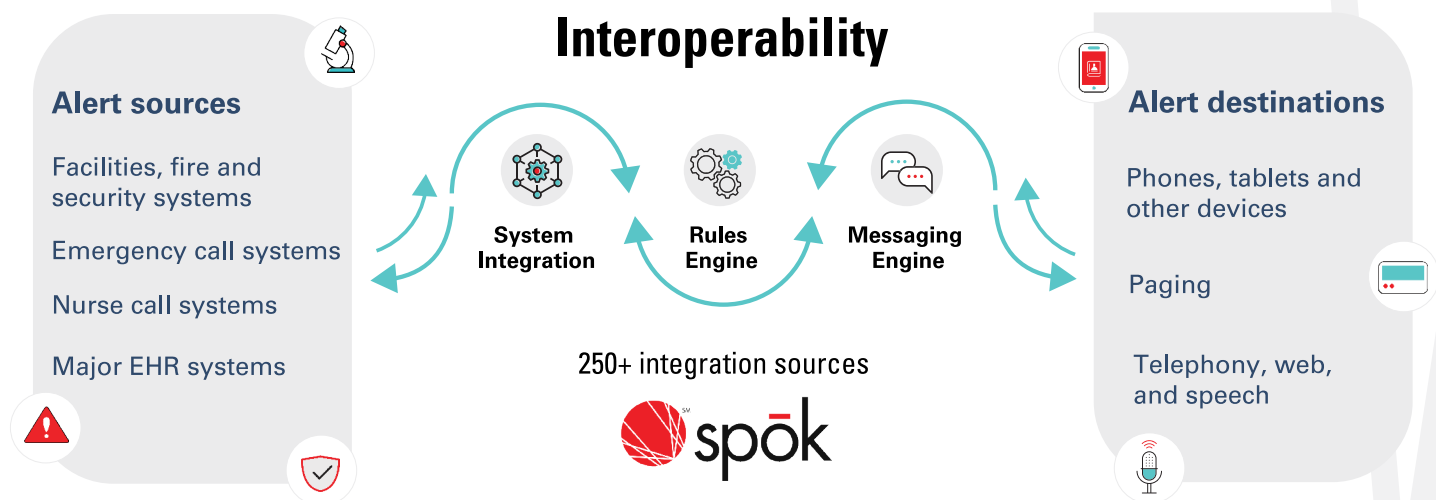 Interoperability
Alert sources
Facilities, fire and
security systems
Emergency call systems
Nurse call systems
Major EHR systems
System
Integration
Rules
Engine
Messaging
Engine
250+ integration sources
SM
spōk
Alert destinations
Phones, tablets and
other devices
Paging
Telephony, web,
and speech